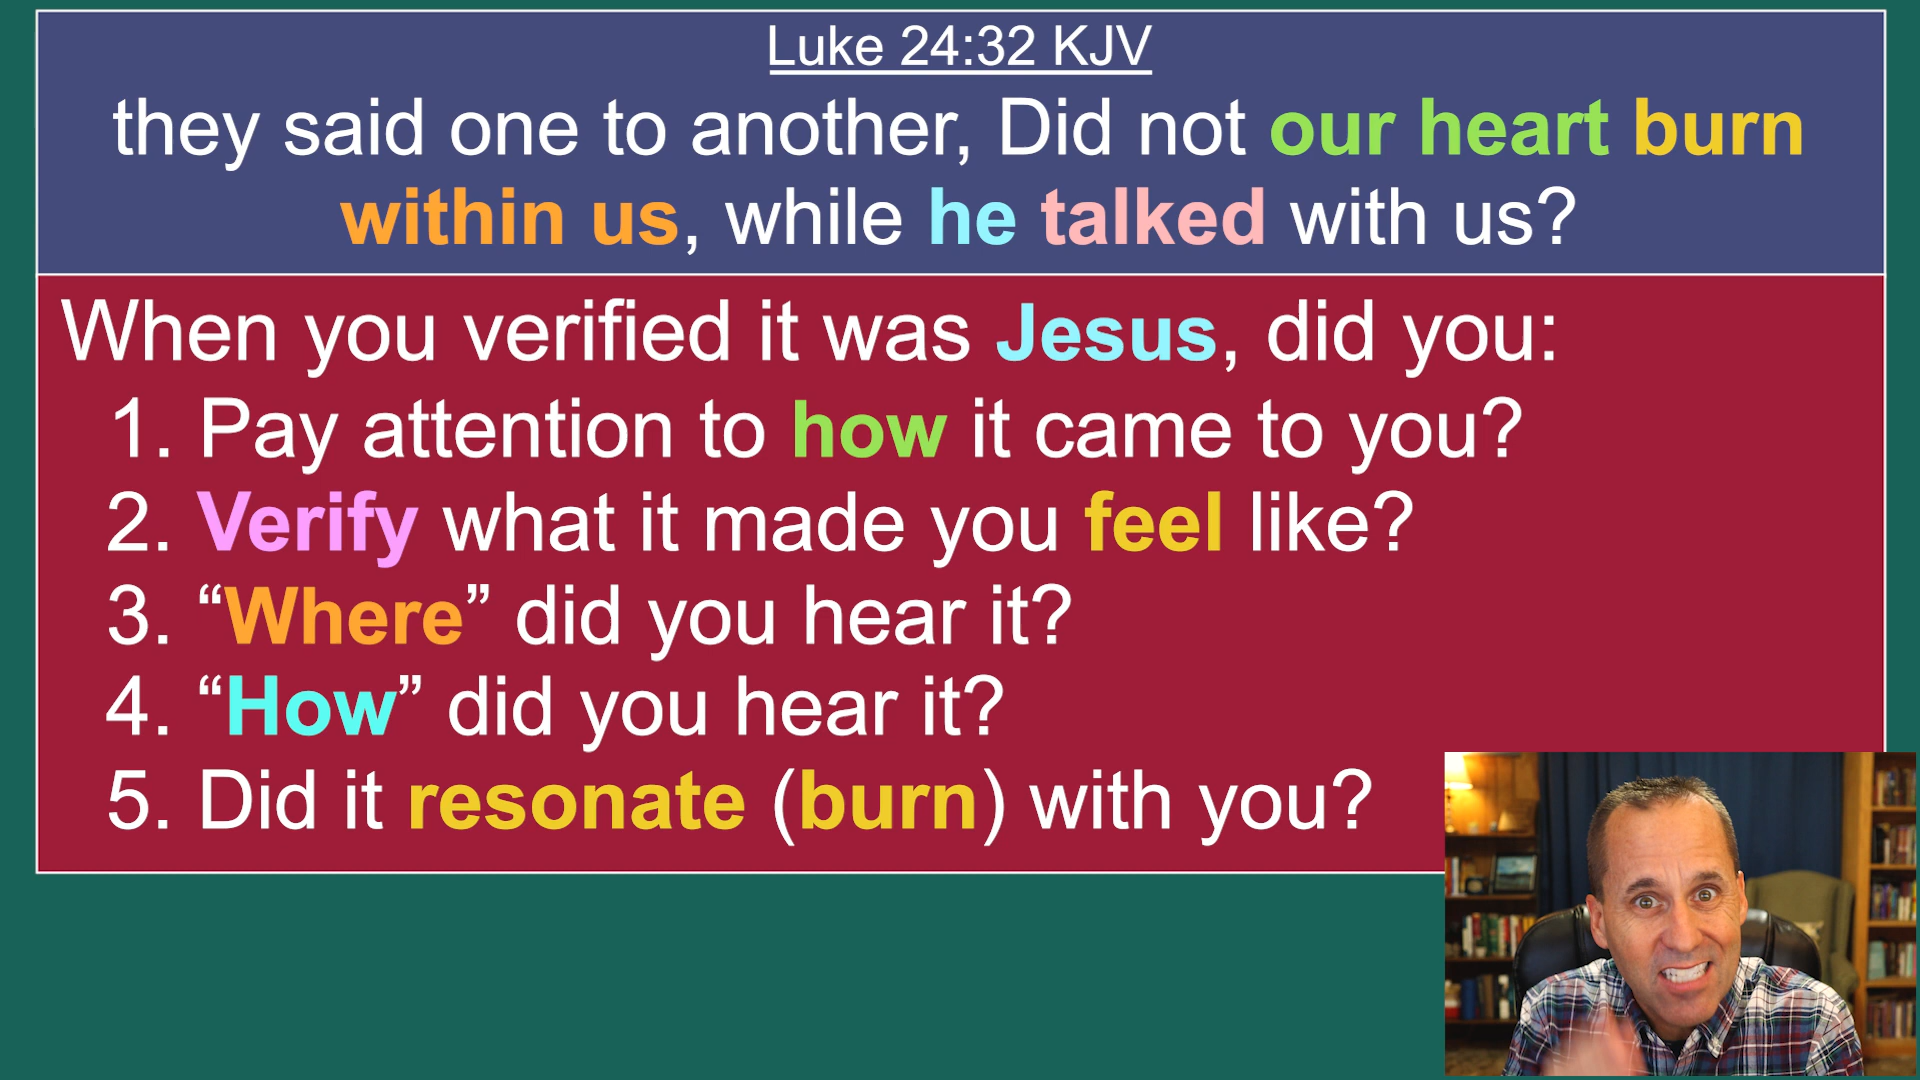 Luke 24:32 KJV
they said one to another, Did not our heart burn
within us, while he talked with us?
When you verified it was Jesus, did you:
1. Pay attention to how it came to you?
2. Verify what it made you feel like?
3. “Where” did you hear it?
4. “How” did you hear it?
5. Did it resonate (burn) with you?